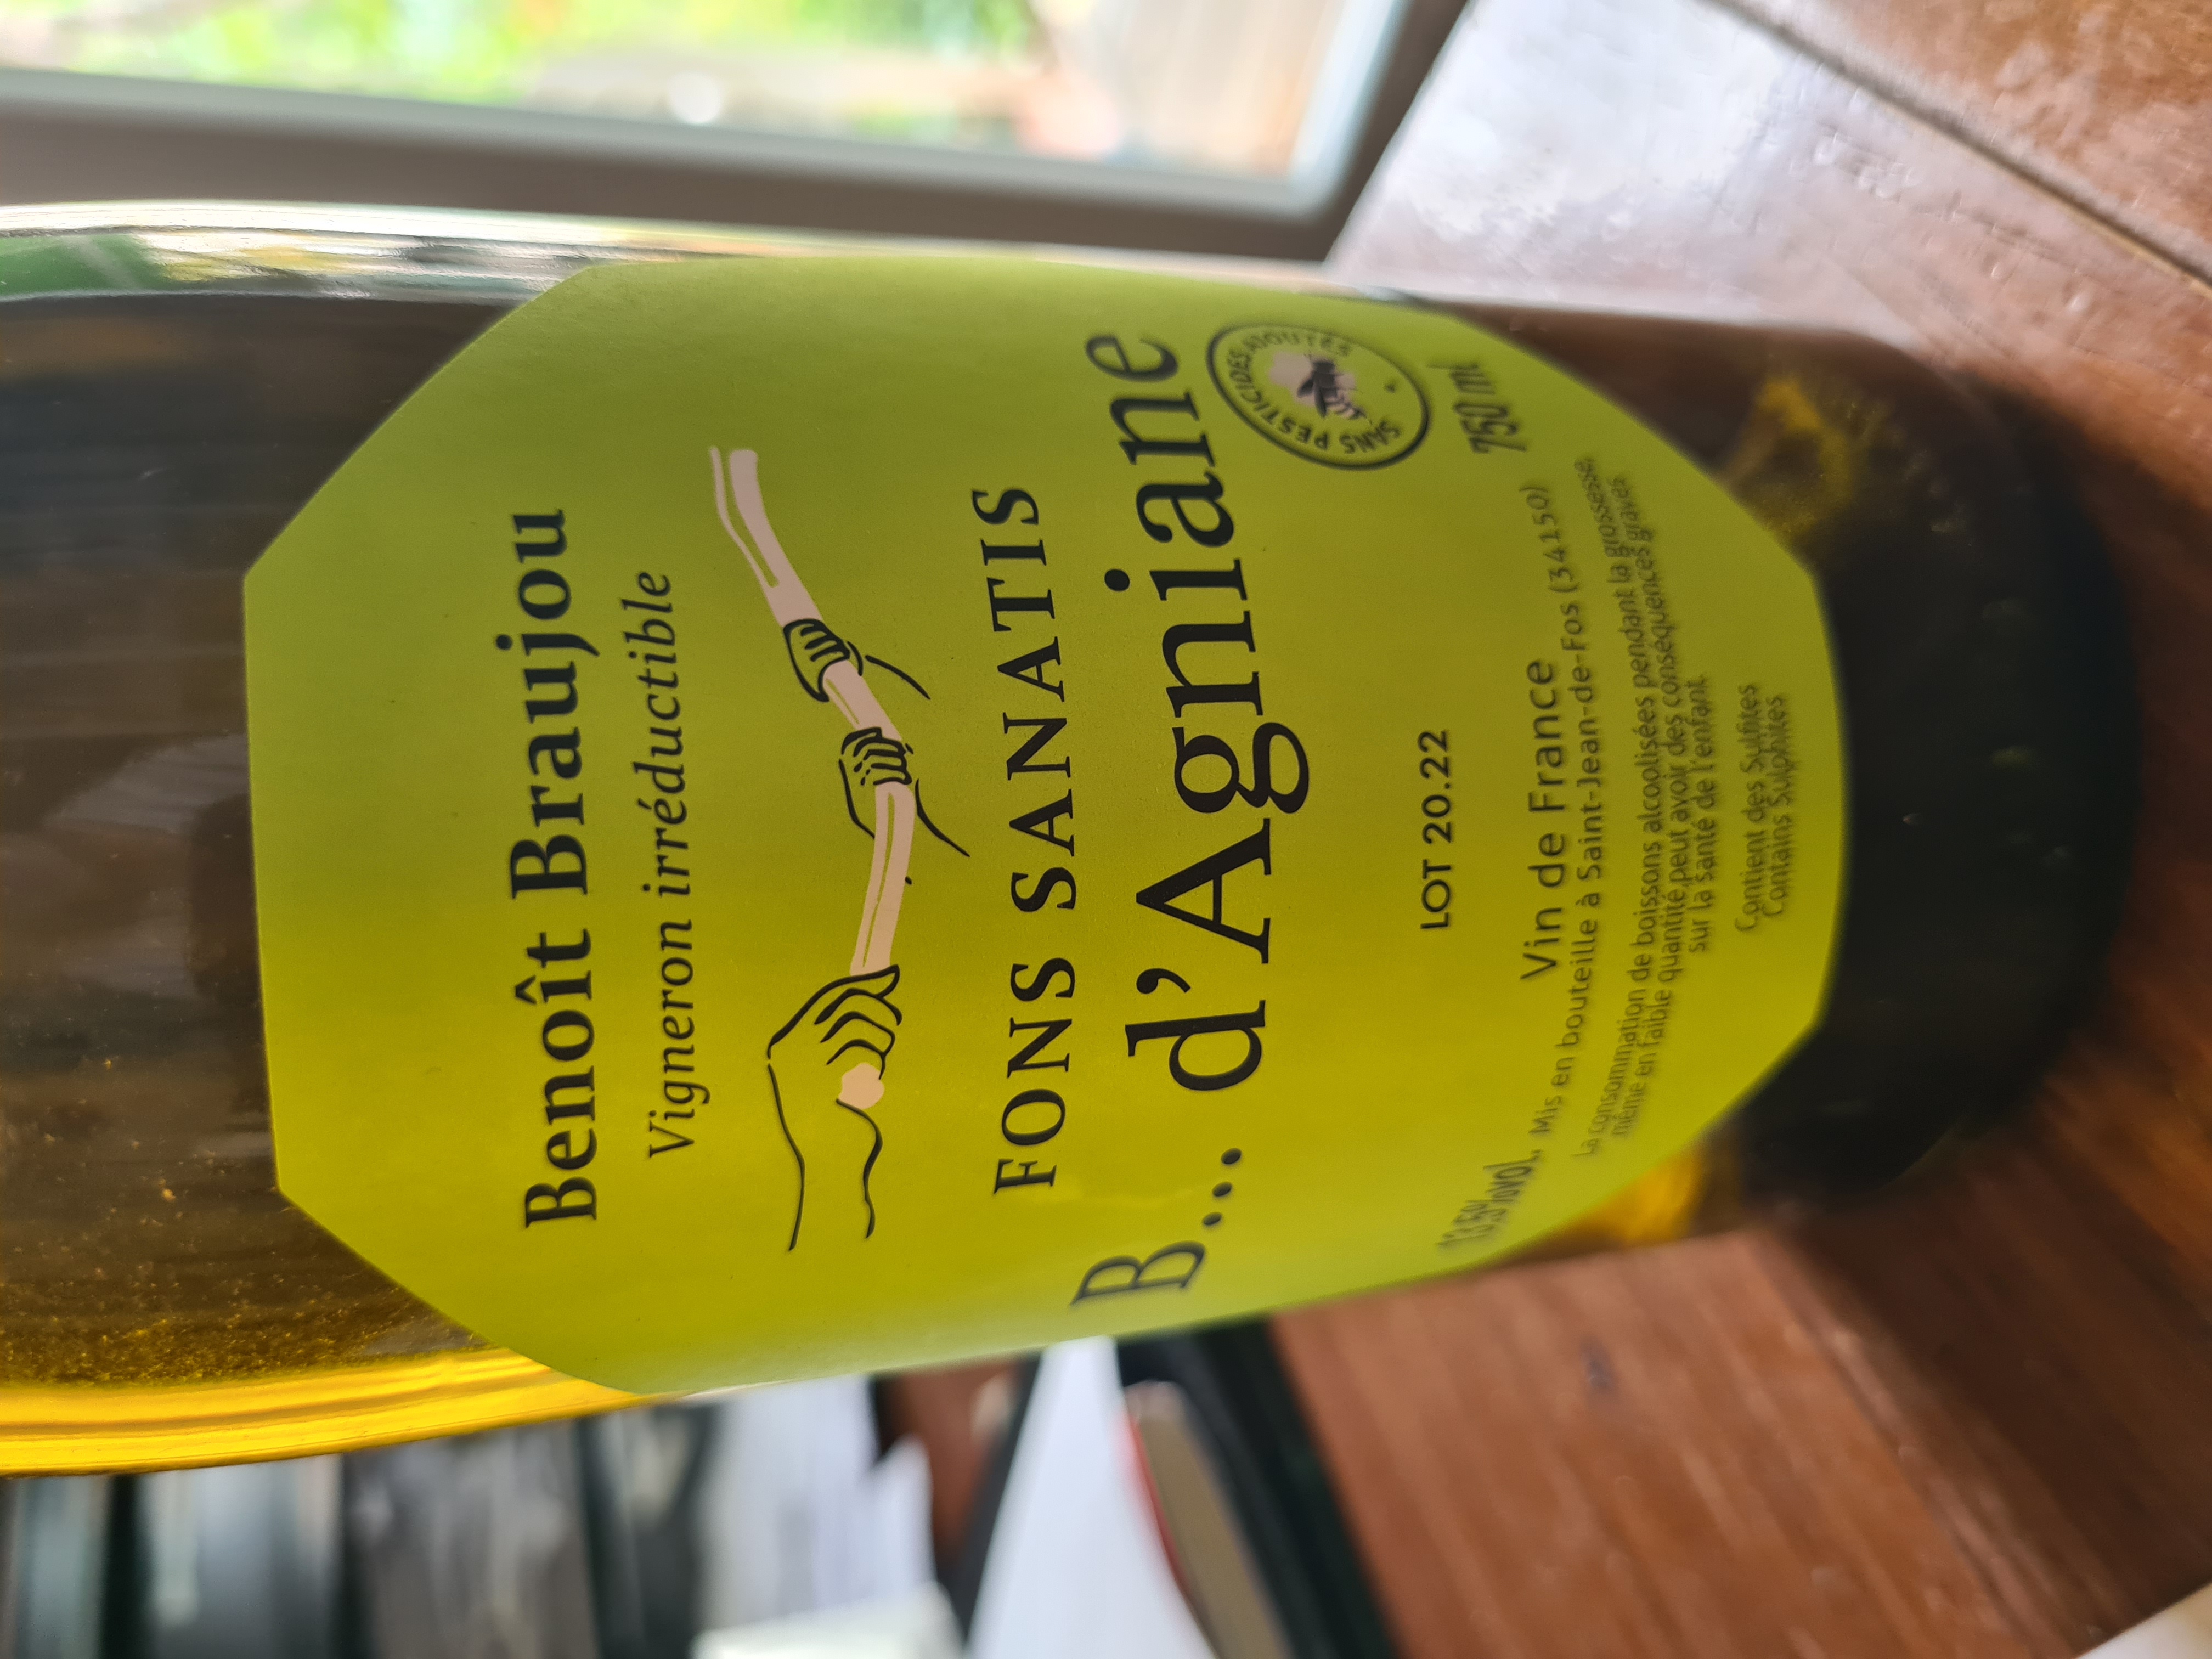 Benoît Braujou
Vigneron irréductible
FONS SANATIS
B... d'Agniane
SANS PESTICIDES AJOUTÉS
LOT 20.22
750 ml
13,5%vol.
Vin de France
Mis en bouteille à Saint-Jean-de-Fos (34150)
La consommation de boissons alcoolisées pendant la grossesse,
même en faible quantité,peut avoir des conséquences graves
sur la santé de l'enfant
Contient des Sulfites
Contains Sulphites